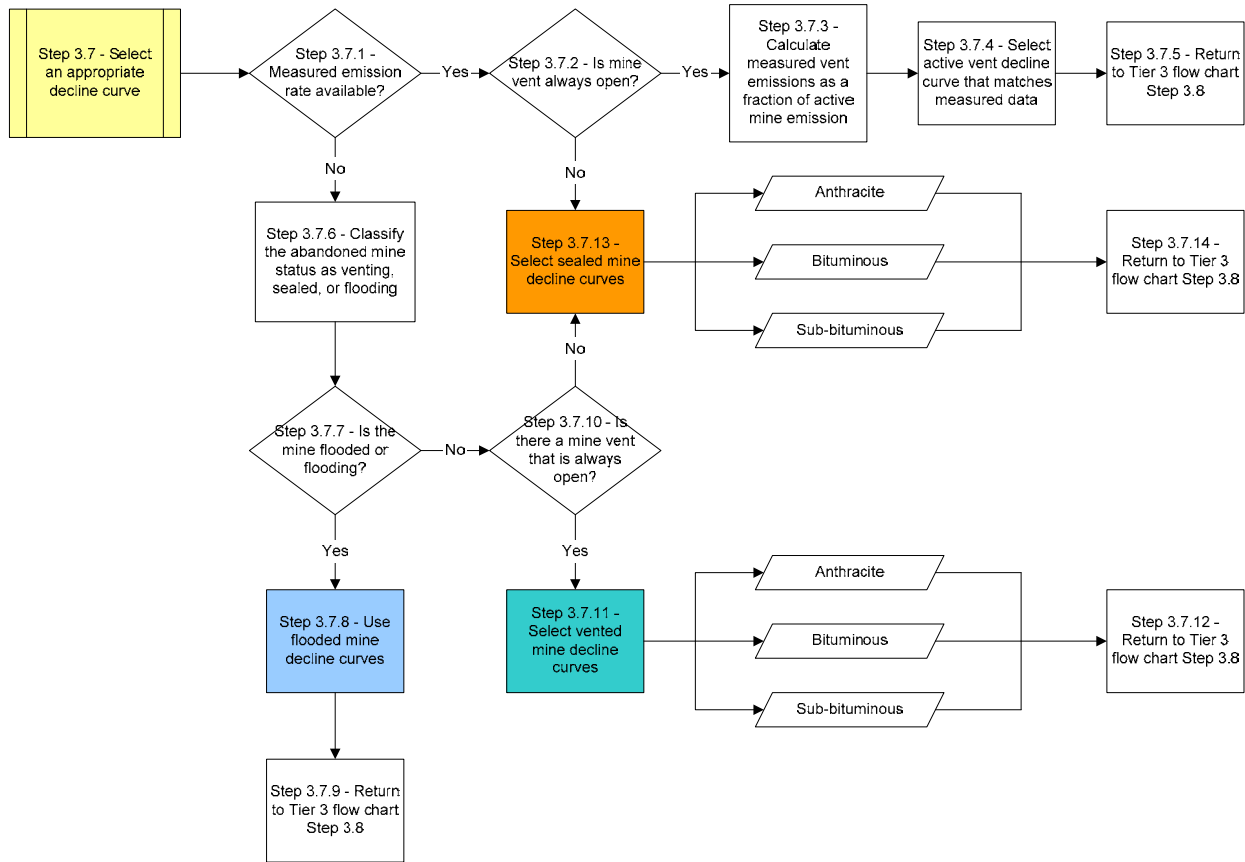 Step 3.7 - Select
an appropriate
decline curve
Step 3.7.1 -
Measured emission
rate available?
Yes
Step 3.7.2 - Is mine
vent always open?
Yes
Step 3.7.3 -
Calculate
measured vent
emissions as a
fraction of active
mine emission
Step 3.7.4 - Select
active vent decline
curve that matches
measured data
Step 3.7.5 - Return
to Tier 3 flow chart
Step 3.8
No
No
Step 3.7.6 - Classify
the abandoned mine
status as venting,
sealed, or flooding
Step 3.7.13 -
Select sealed mine
decline curves
Anthracite
Bituminous
Sub-bituminous
Step 3.7.14 -
Return to Tier 3
flow chart Step 3.8
No
Step 3.7.7 - Is the
mine flooded or
flooding?
No
Step 3.7.10 - Is
there a mine vent
that is always
open?
Yes
Yes
Step 3.7.8 - Use
flooded mine
decline curves
Step 3.7.11 -
Select vented
mine decline
curves
Anthracite
Bituminous
Sub-bituminous
Step 3.7.12 -
Return to Tier 3
flow chart Step 3.8
Step 3.7.9 - Return
to Tier 3 flow chart
Step 3.8